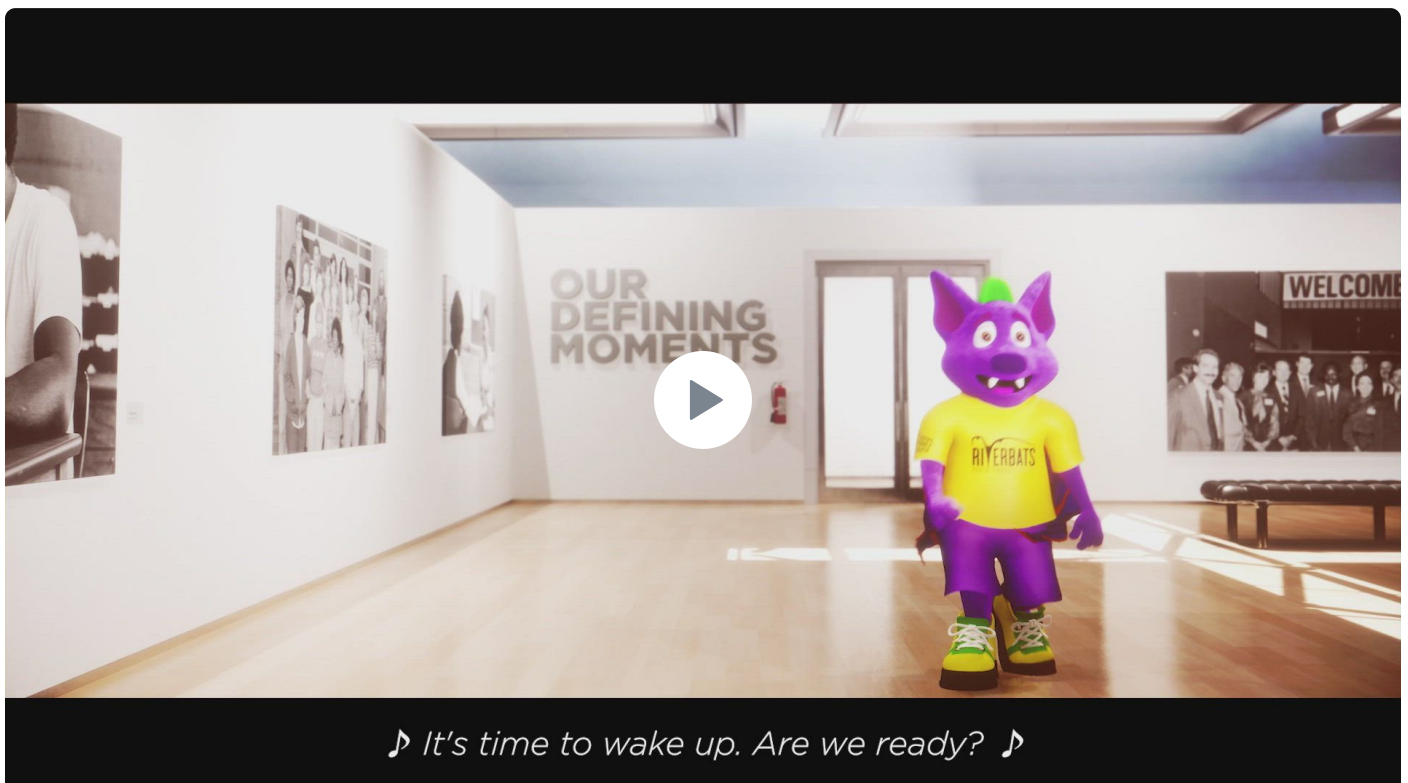 OUR
DEFINING
MOMENTS
WELCOME
RIVERBATS
♪ It's time to wake up. Are we ready? ♪